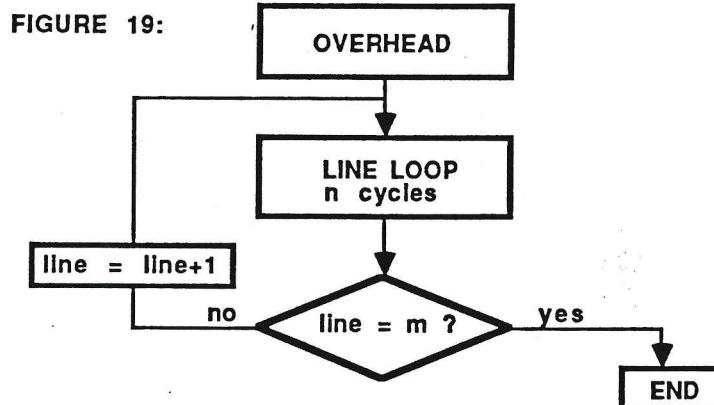 FIGURE 19:
OVERHEAD
LINE LOOP
n cycles
line = line+1
no
line = m ?
yes
END